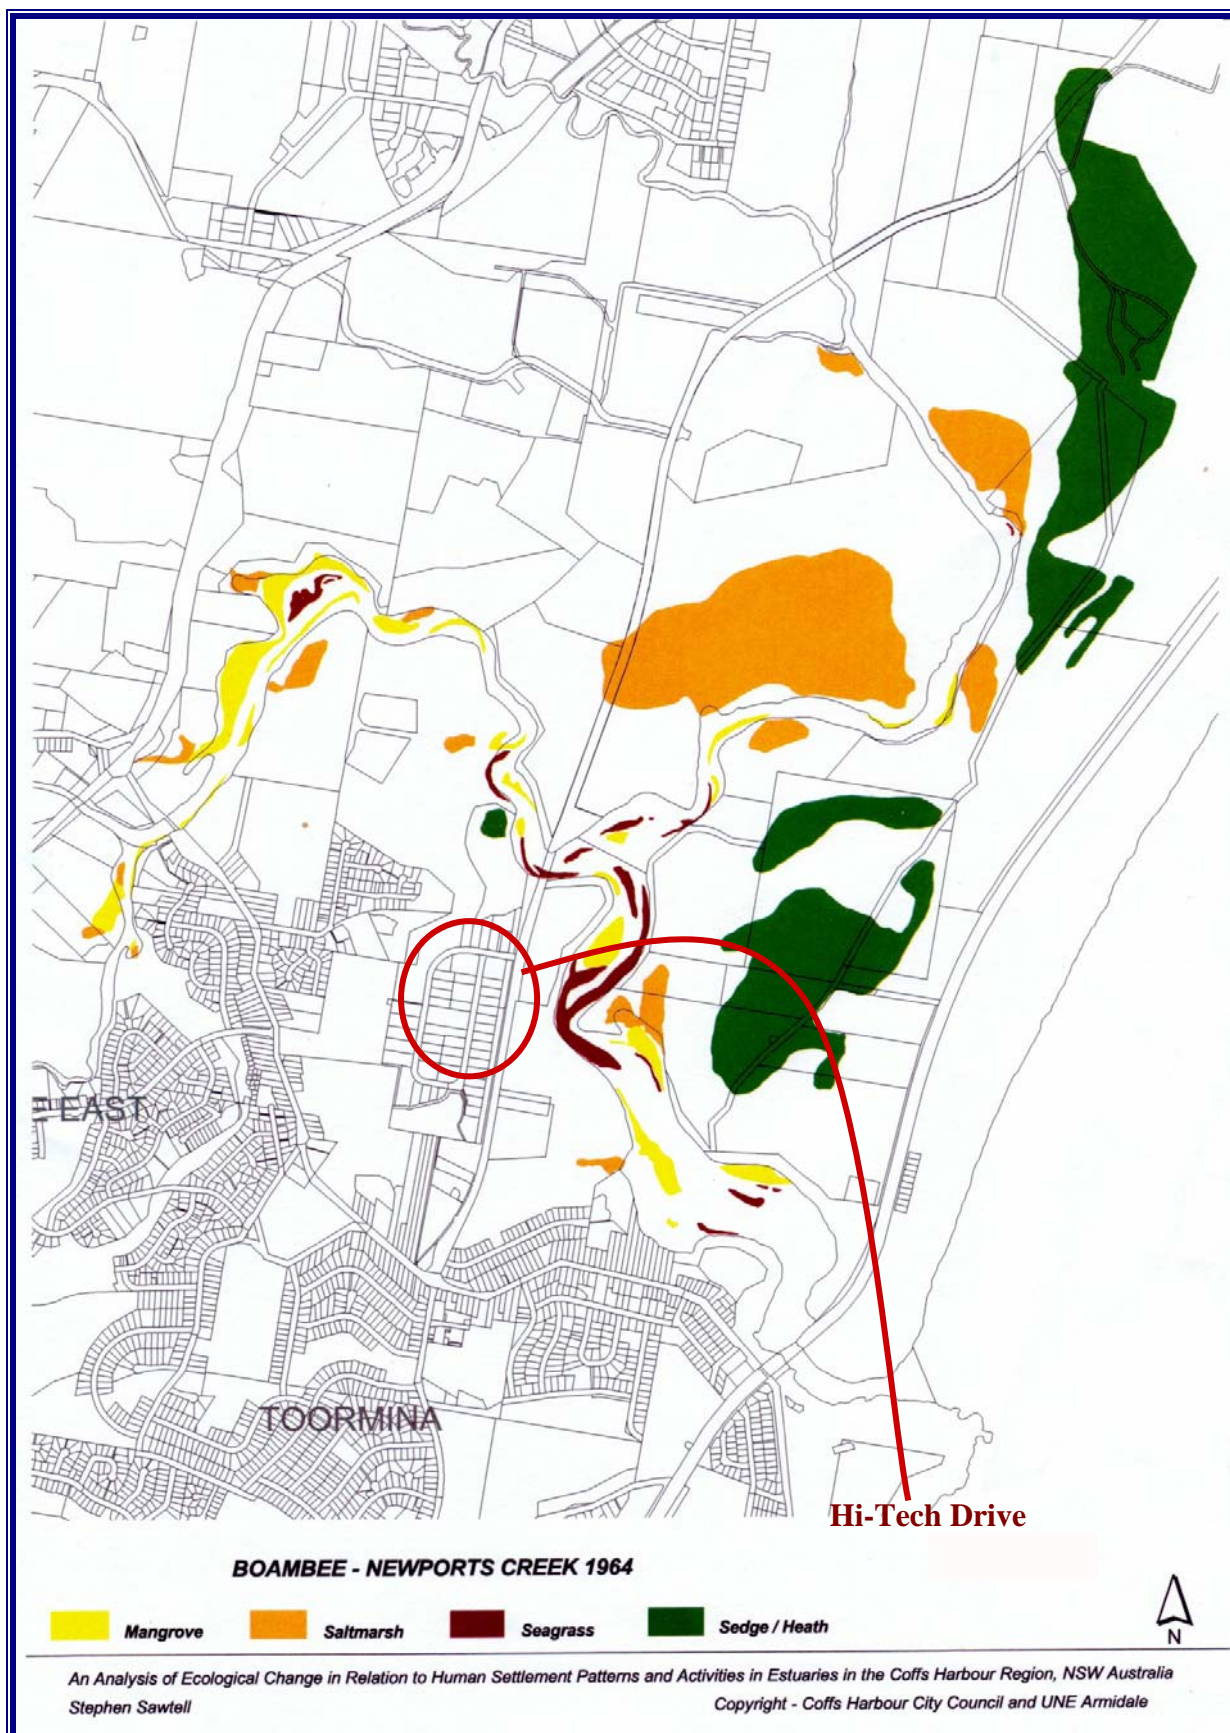 E EAST
TOORMINA
Hi-Tech Drive
BOAMBEE - NEWPORTS CREEK 1964
Mangrove
Saltmarsh
Seagrass
Sedge / Heath
N
An Analysis of Ecological Change in Relation to Human Settlement Patterns and Activities in Estuaries in the Coffs Harbour Region, NSW Australia
Stephen Sawtell
Copyright - Coffs Harbour City Council and UNE Armidale